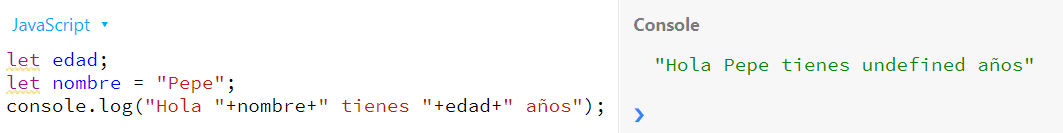 JavaScript
let edad;
let nombre = "Pepe";
console.log("Hola "+nombre+" tienes "+edad+" años");
Console
"Hola Pepe tienes undefined años"